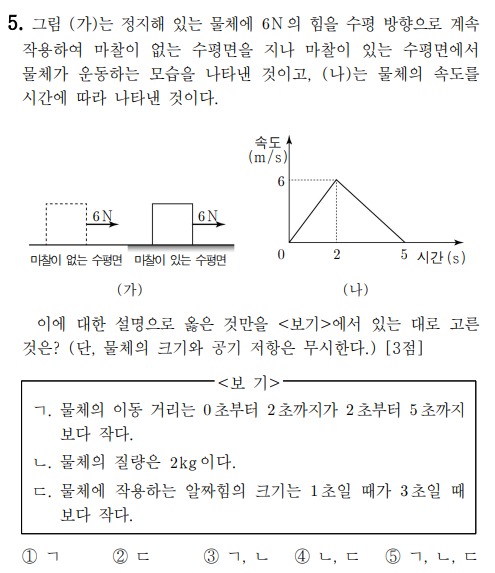 5. 그림 (가)는 정지해 있는 물체에 6N의 힘을 수평 방향으로 계속
작용하여 마찰이 없는 수평면을 지나 마찰이 있는 수평면에서
물체가 운동하는 모습을 나타낸 것이고, (나)는 물체의 속도를
시간에 따라 나타낸 것이다.
6N
6N
마찰이 없는 수평면 마찰이 있는 수평면
(가)
속도
(m/s)
6
0 2 5 시간(s)
(나)
이에 대한 설명으로 옳은 것만을 <보기>에서 있는 대로 고른
것은? (단, 물체의 크기와 공기 저항은 무시한다.) [3점]
<보 기>
ㄱ. 물체의 이동 거리는 0초부터 2초까지가 2초부터 5초까지
보다 작다.
ㄴ. 물체의 질량은 2kg이다.
ㄷ. 물체에 작용하는 알짜힘의 크기는 1초일 때가 3초일 때
보다 작다.
① ㄱ ② ㄷ ③ ㄱ, ㄴ ④ ㄴ, ㄷ ⑤ ㄱ, ㄴ, ㄷ